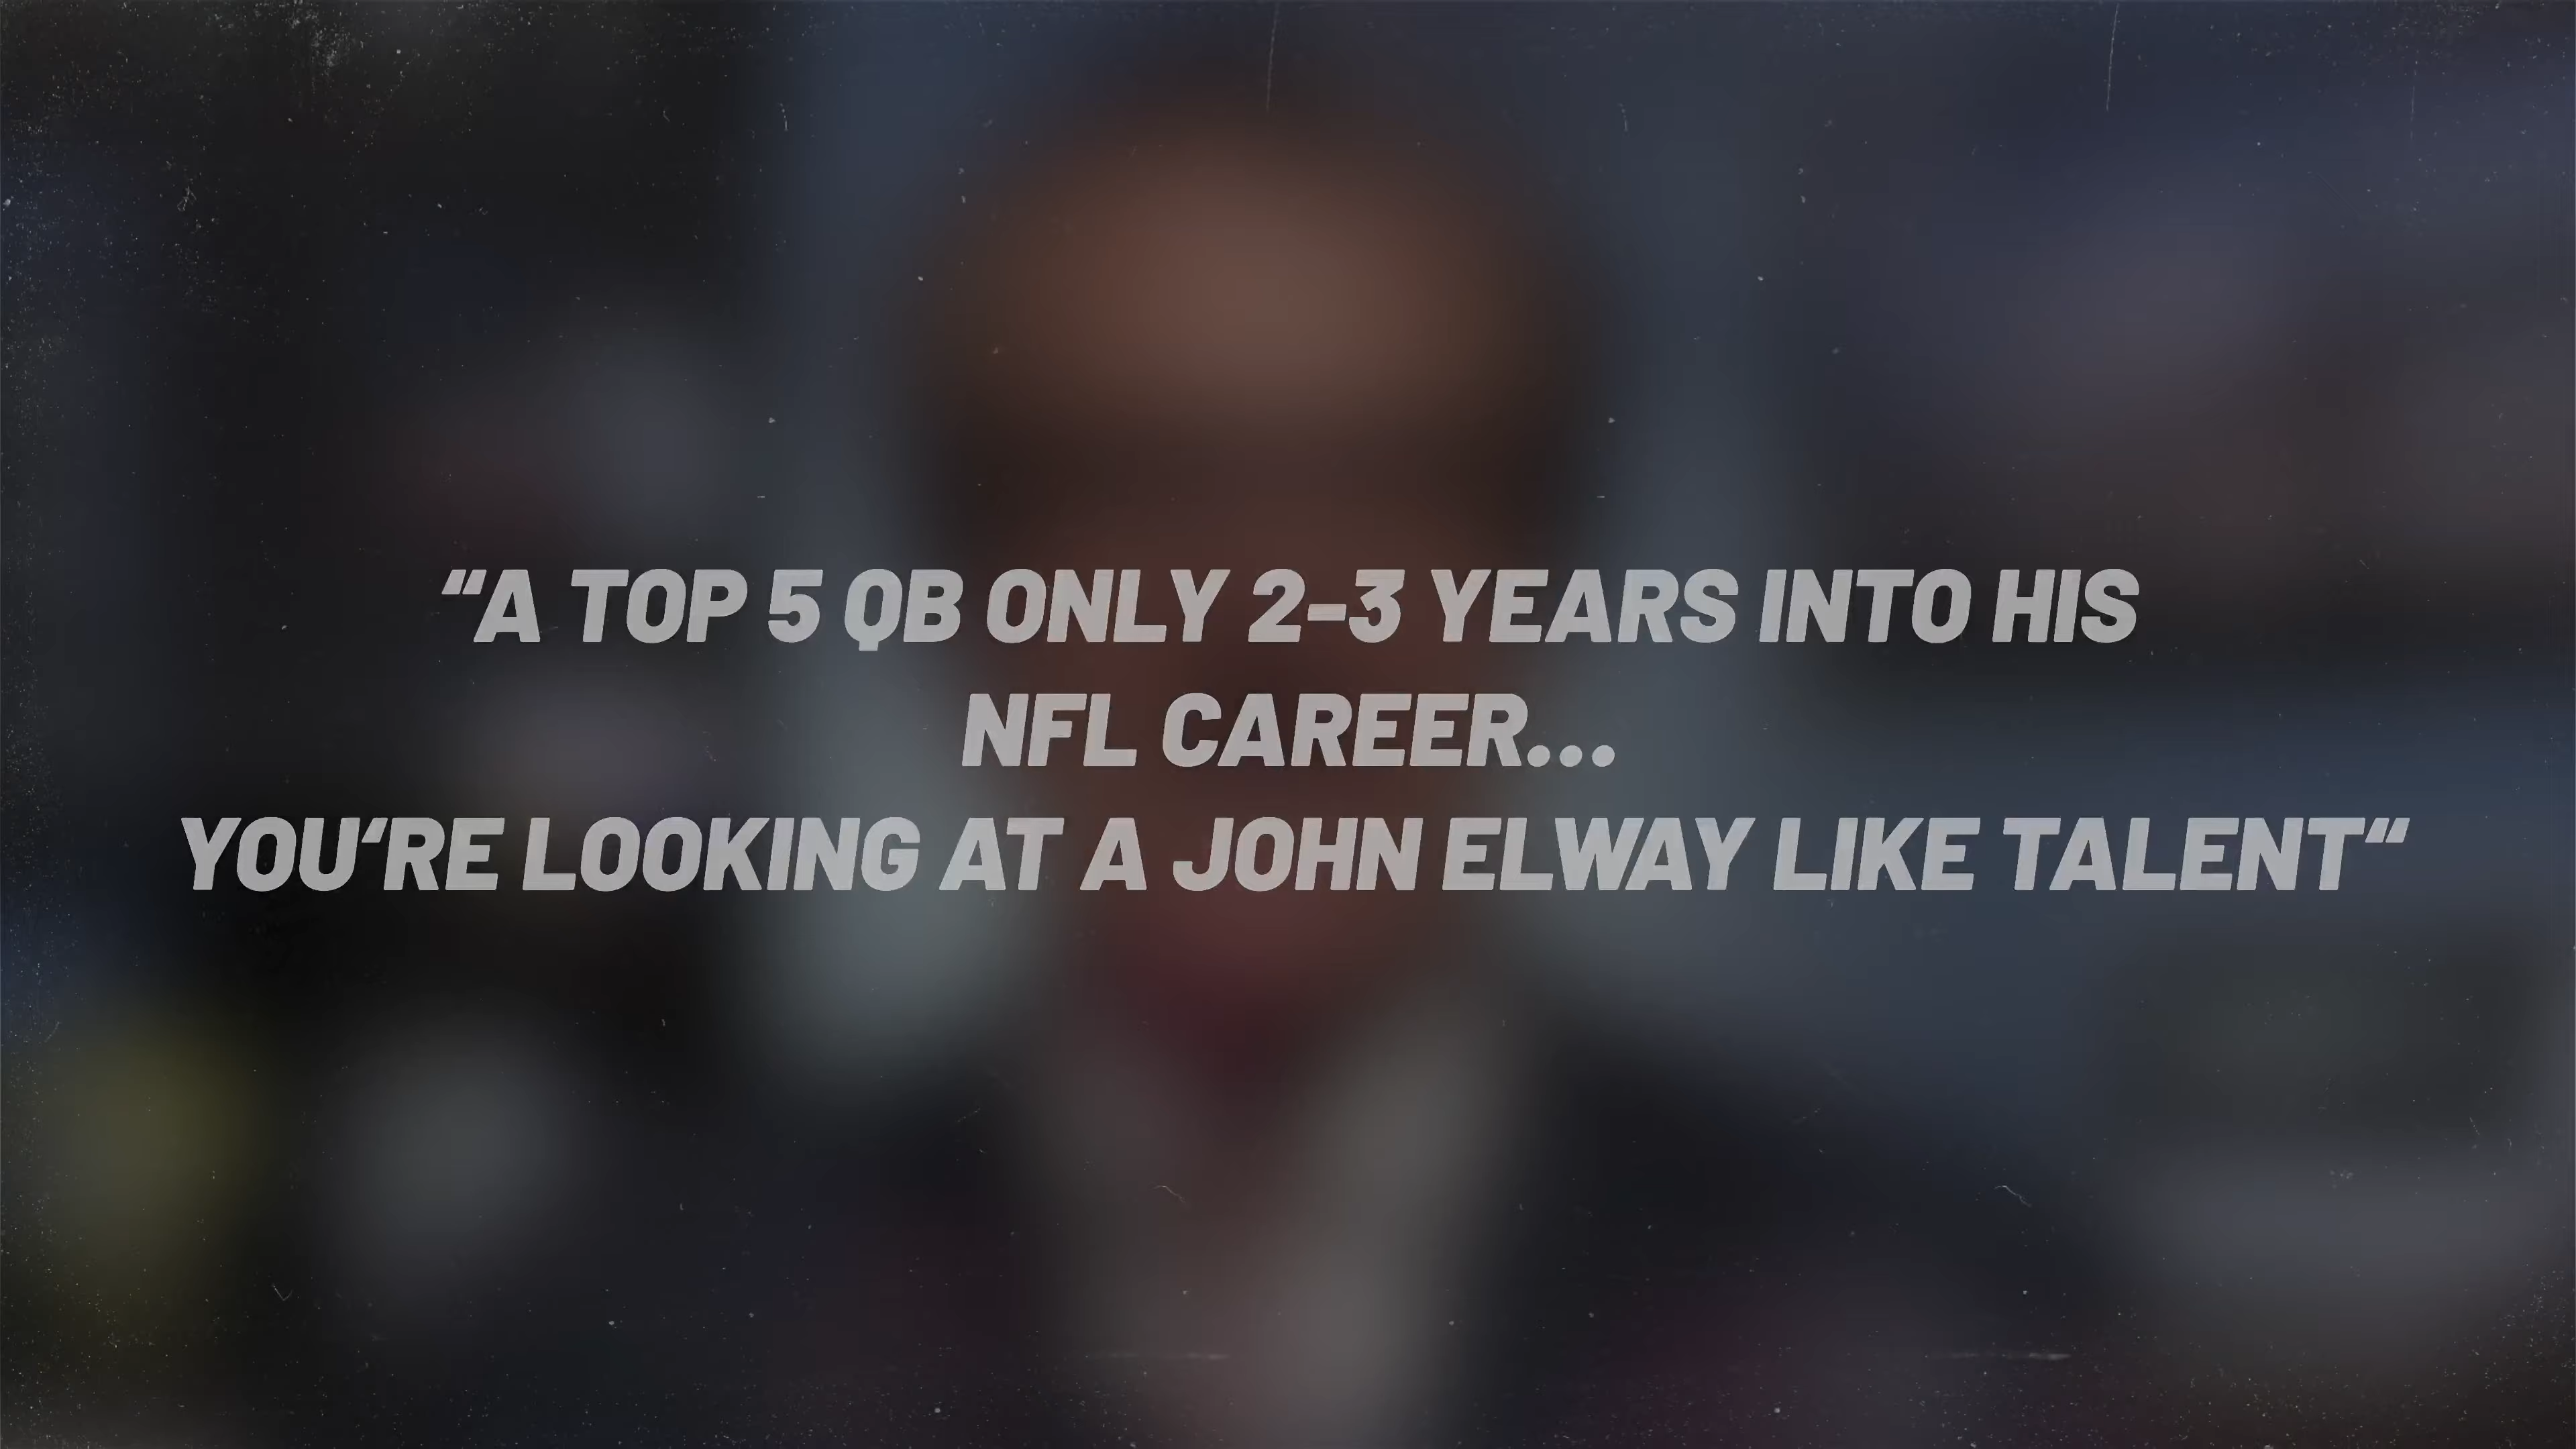 “A TOP 5 QB ONLY 2-3 YEARS INTO HIS
NFL CAREER...
YOU‘RE LOOKING AT A JOHN ELWAY LIKE TALENT“